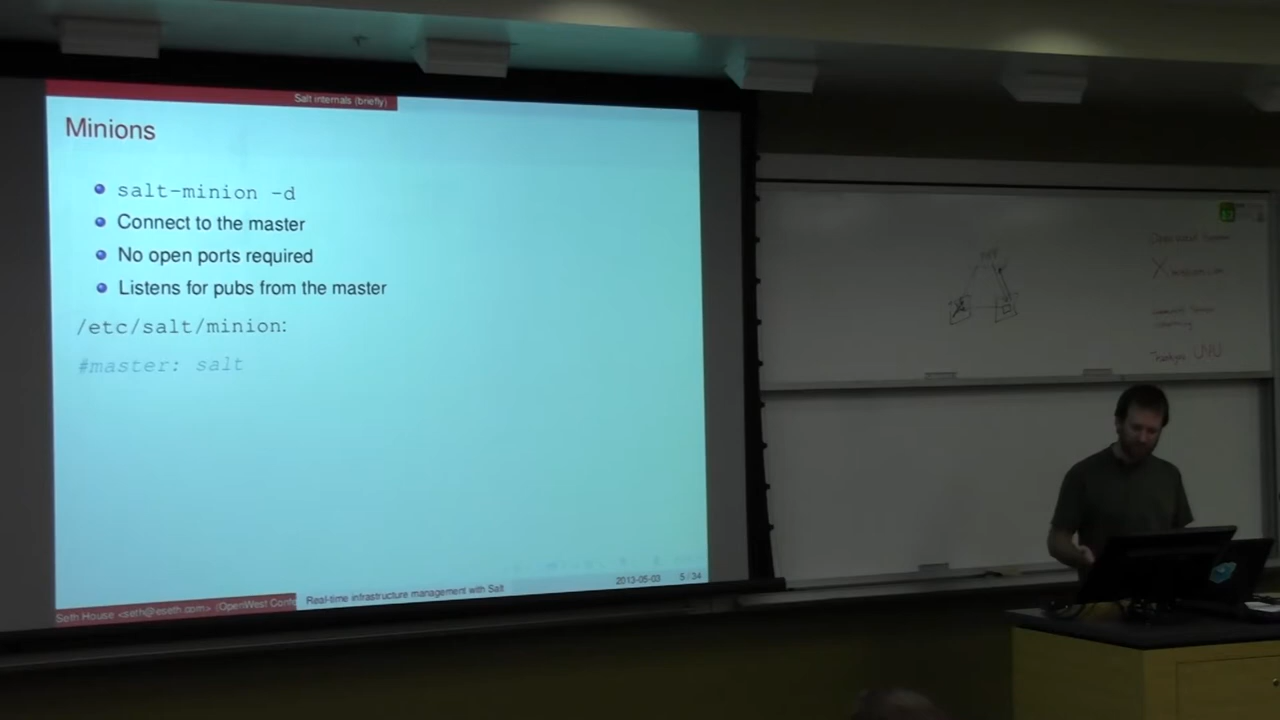 Salt internals (briefly)
Minions
salt-minion -d
Connect to the master
No open ports required
Listens for pubs from the master
/etc/salt/minion:
#master: salt
2013-05-03 5 / 34
Seth House <seth@eseth.com> (OpenWest Conf
Real-time infrastructure management with Salt
UVU